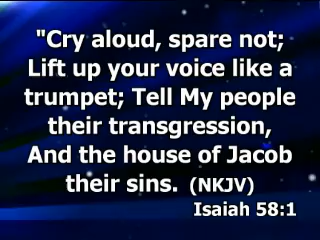 "Cry aloud, spare not;
Lift up your voice like a
trumpet; Tell My people
their transgression,
And the house of Jacob
their sins. (NKJV)
Isaiah 58:1